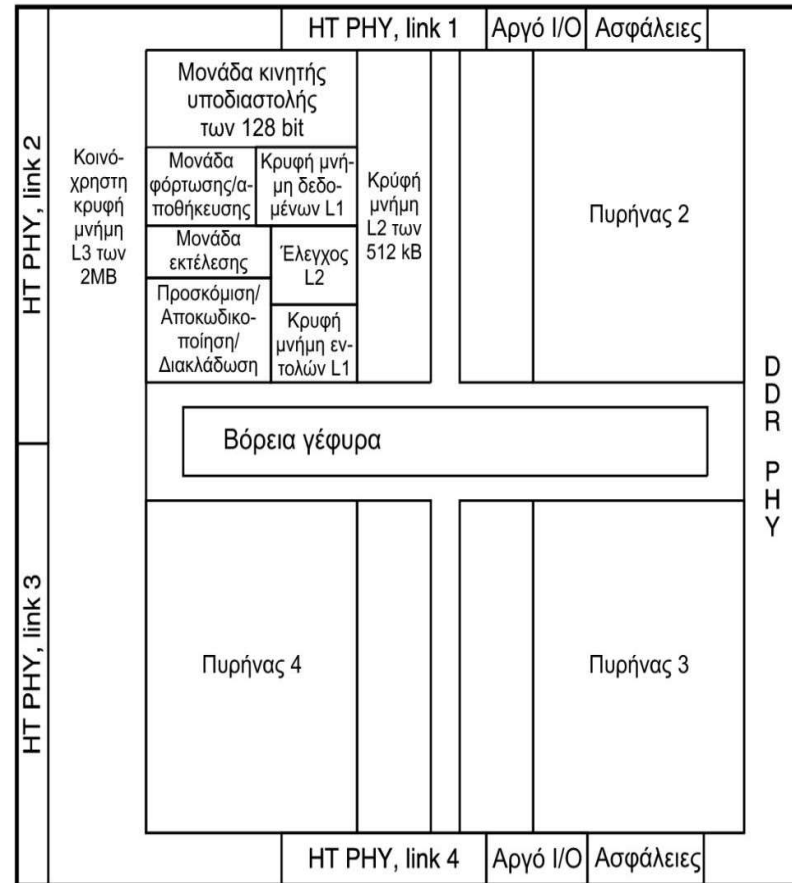 HT PHY, link 1
Αργό I/O
Ασφάλειες
HT PHY, link 2
Κοινό-
χρηστη
κρυφή
μνήμη
L3 των
2MB
Μονάδα κινητής
υποδιαστολής
των 128 bit
Μονάδα
φόρτωσης/α-
ποθήκευσης
Κρυφή μνή-
μη δεδο-
μένων L1
Μονάδα
εκτέλεσης
Έλεγχος
L2
Προσκόμιση/
Αποκωδικο-
ποίηση/
Διακλάδωση
Κρυφή
μνήμη εν-
τολών L1
Κρύφή
μνήμη
L2 των
512 kB
Πυρήνας 2
Βόρεια γέφυρα
DDR PHY
HT PHY, link 3
Πυρήνας 4
Πυρήνας 3
HT PHY, link 4
Αργό I/O
Ασφάλειες